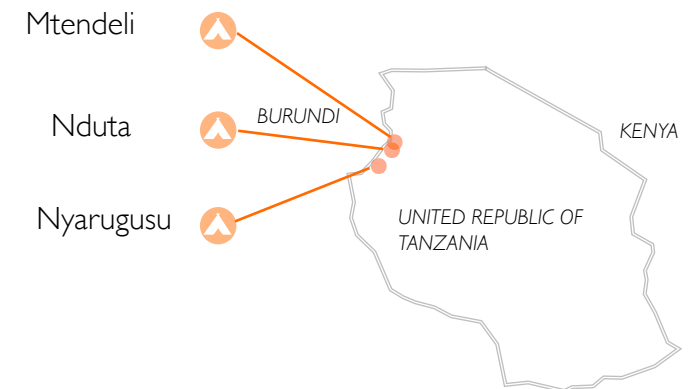 Mtendeli
Nduta
BURUNDI
KENYA
Nyarugusu
UNITED REPUBLIC OF
TANZANIA